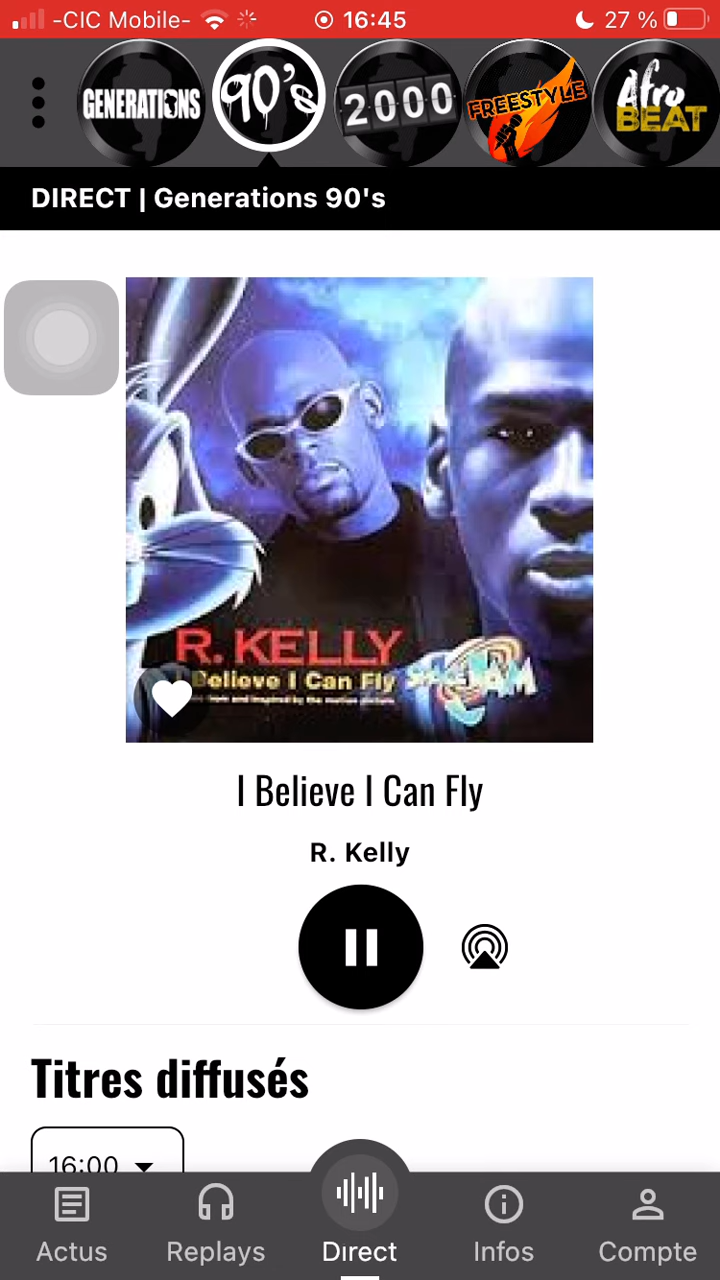 -CIC Mobile- 16:45 27 %
GENERATIONS 90's 2000 FREESTYLE Afro BEAT
DIRECT | Generations 90's
R. KELLY
I Believe I Can Fly SPACE JAM
I Believe I Can Fly
R. Kelly
Titres diffusés
16:00
Actus Replays Direct Infos Compte